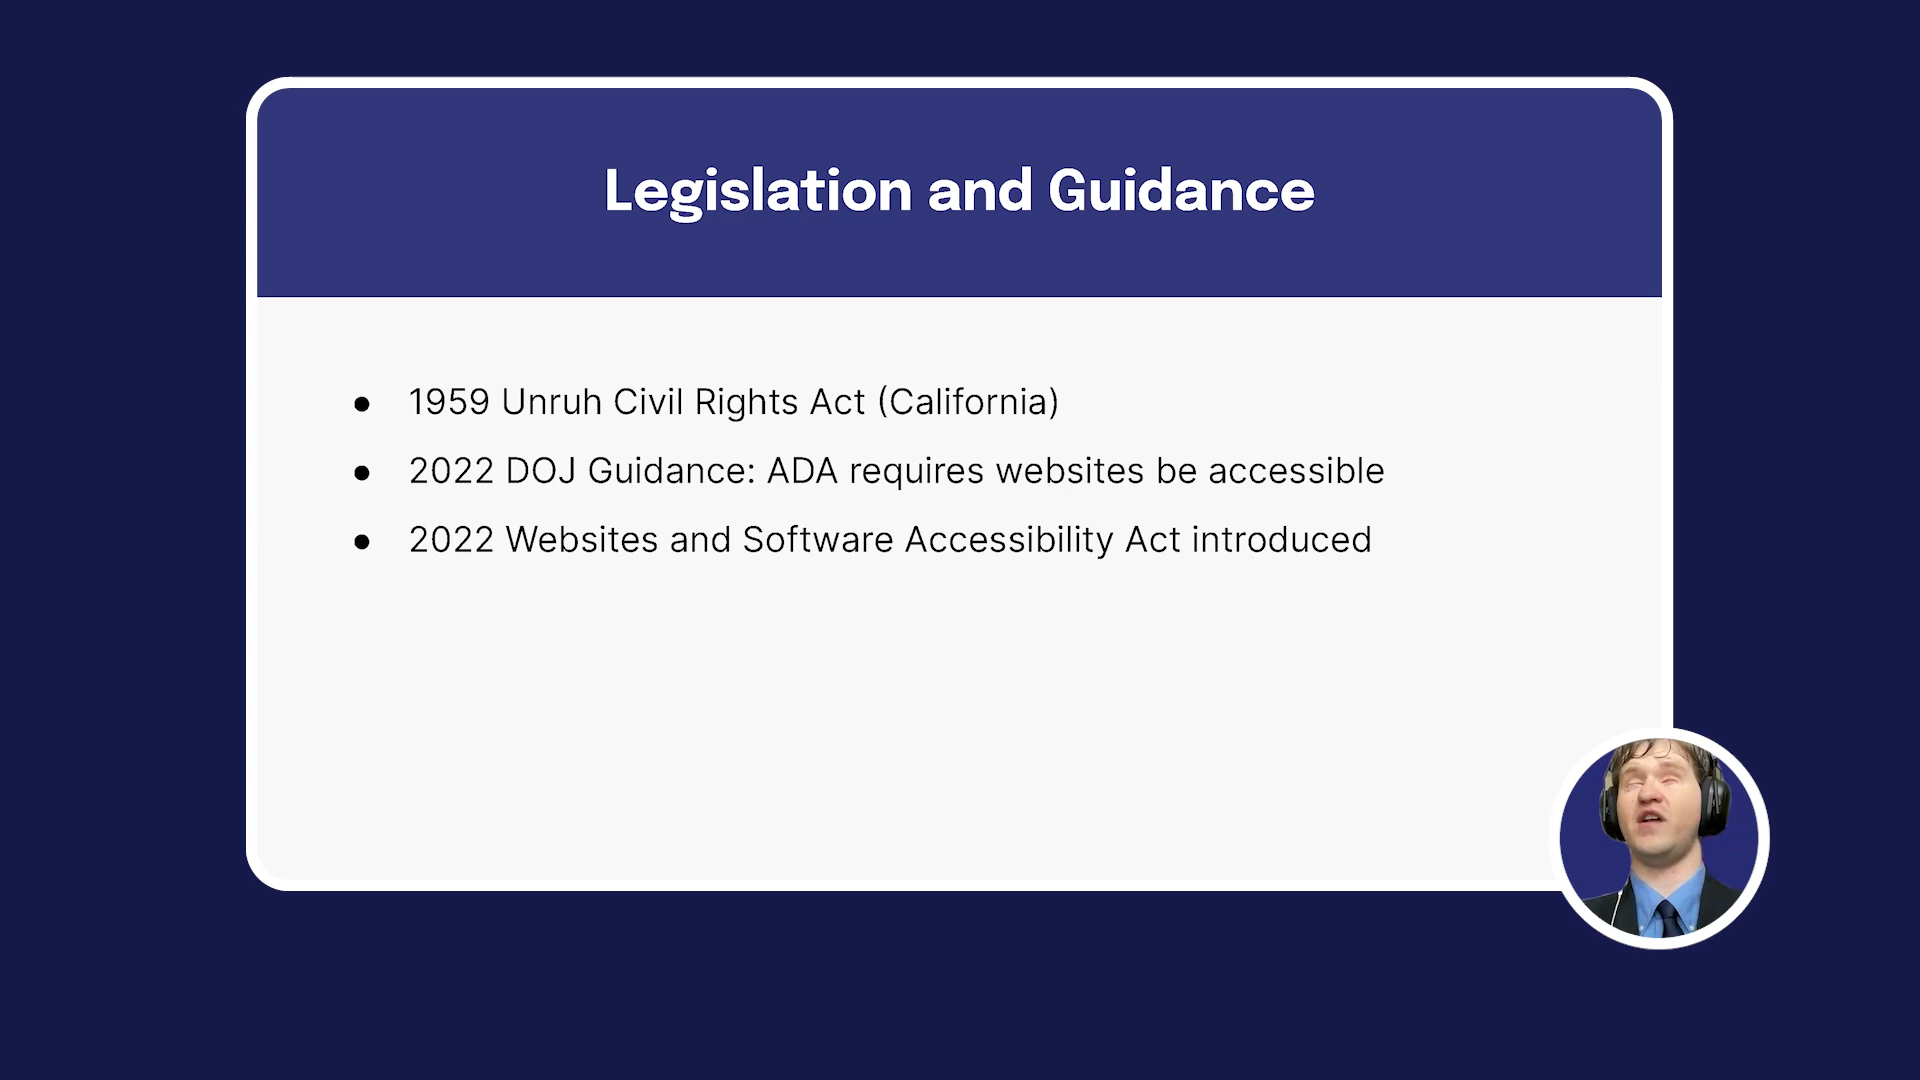 Legislation and Guidance
● 1959 Unruh Civil Rights Act (California)
● 2022 DOJ Guidance: ADA requires websites be accessible
● 2022 Websites and Software Accessibility Act introduced